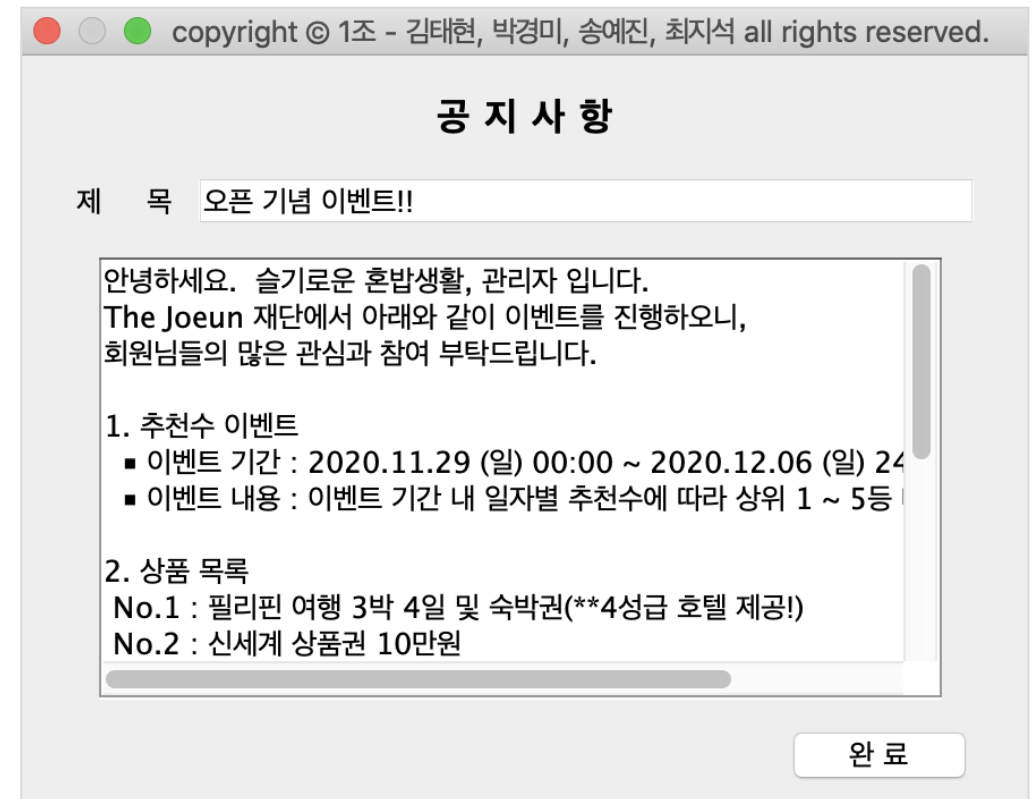 copyright © 1조 - 김태현, 박경미, 송예진, 최지석 all rights reserved.
공 지 사 항
제 목 오픈 기념 이벤트!!
안녕하세요. 슬기로운 혼밥생활, 관리자 입니다.
The Joeun 재단에서 아래와 같이 이벤트를 진행하오니,
회원님들의 많은 관심과 참여 부탁드립니다.
1. 추천수 이벤트
▪ 이벤트 기간 : 2020.11.29 (일) 00:00 ~ 2020.12.06 (일) 24
▪ 이벤트 내용 : 이벤트 기간 내 일자별 추천수에 따라 상위 1 ~ 5등
2. 상품 목록
No.1 : 필리핀 여행 3박 4일 및 숙박권(**4성급 호텔 제공!)
No.2 : 신세계 상품권 10만원
완 료